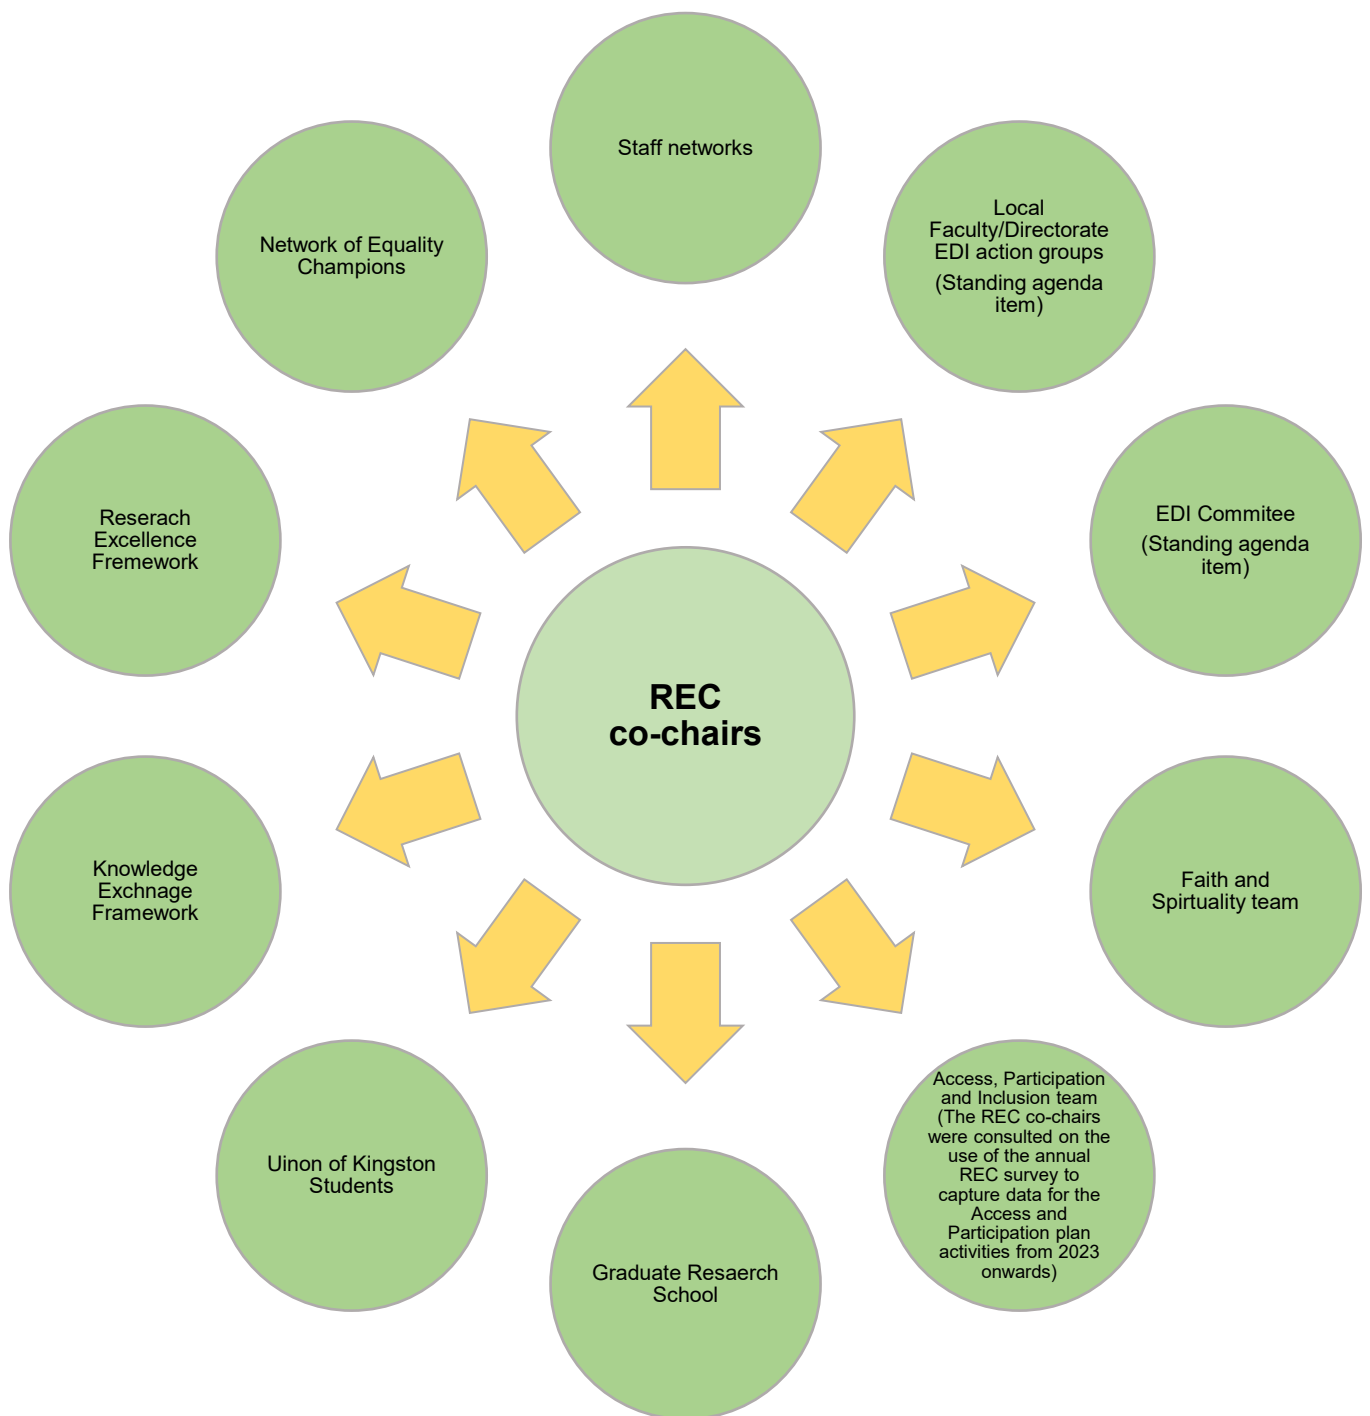 Staff networks
Local
Faculty/Directorate
EDI action groups
(Standing agenda
item)
EDI Commitee
(Standing agenda
item)
Faith and
Spirtuality team
Access, Participation
and Inclusion team
(The REC co-chairs
were consulted on the
use of the annual
REC survey to
capture data for the
Access and
Participation plan
activities from 2023
onwards)
Graduate Resaerch
School
Uinon of Kingston
Students
Knowledge
Exchnage
Framework
Reserach
Excellence
Fremework
Network of Equality
Champions
REC
co-chairs